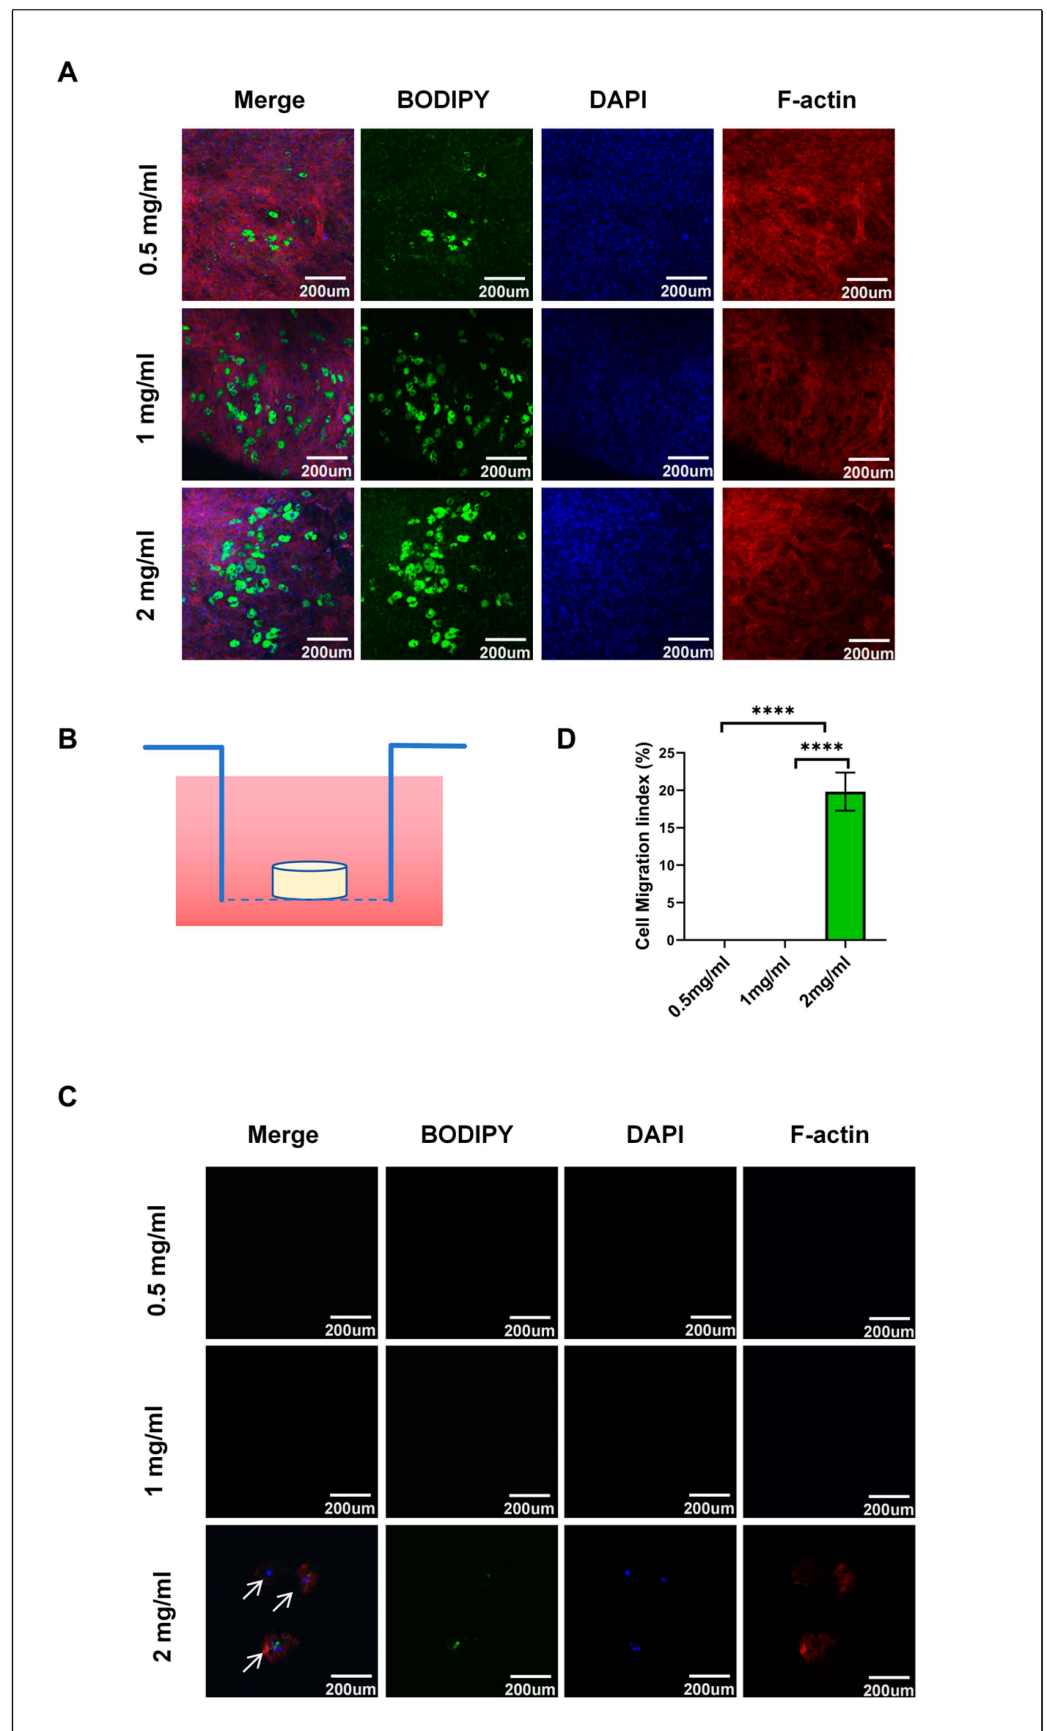 A
Merge BODIPY DAPI F-actin
0.5 mg/ml
200um 200um 200um 200um
1 mg/ml
200um 200um 200um 200um
2 mg/ml
200um 200um 200um 200um
B
D
****
****
Cell Migration Iindex (%)
25
20
15
10
5
0
0.5mg/ml 1mg/ml 2mg/ml
C
Merge BODIPY DAPI F-actin
0.5 mg/ml
200um 200um 200um 200um
1 mg/ml
200um 200um 200um 200um
2 mg/ml
200um 200um 200um 200um